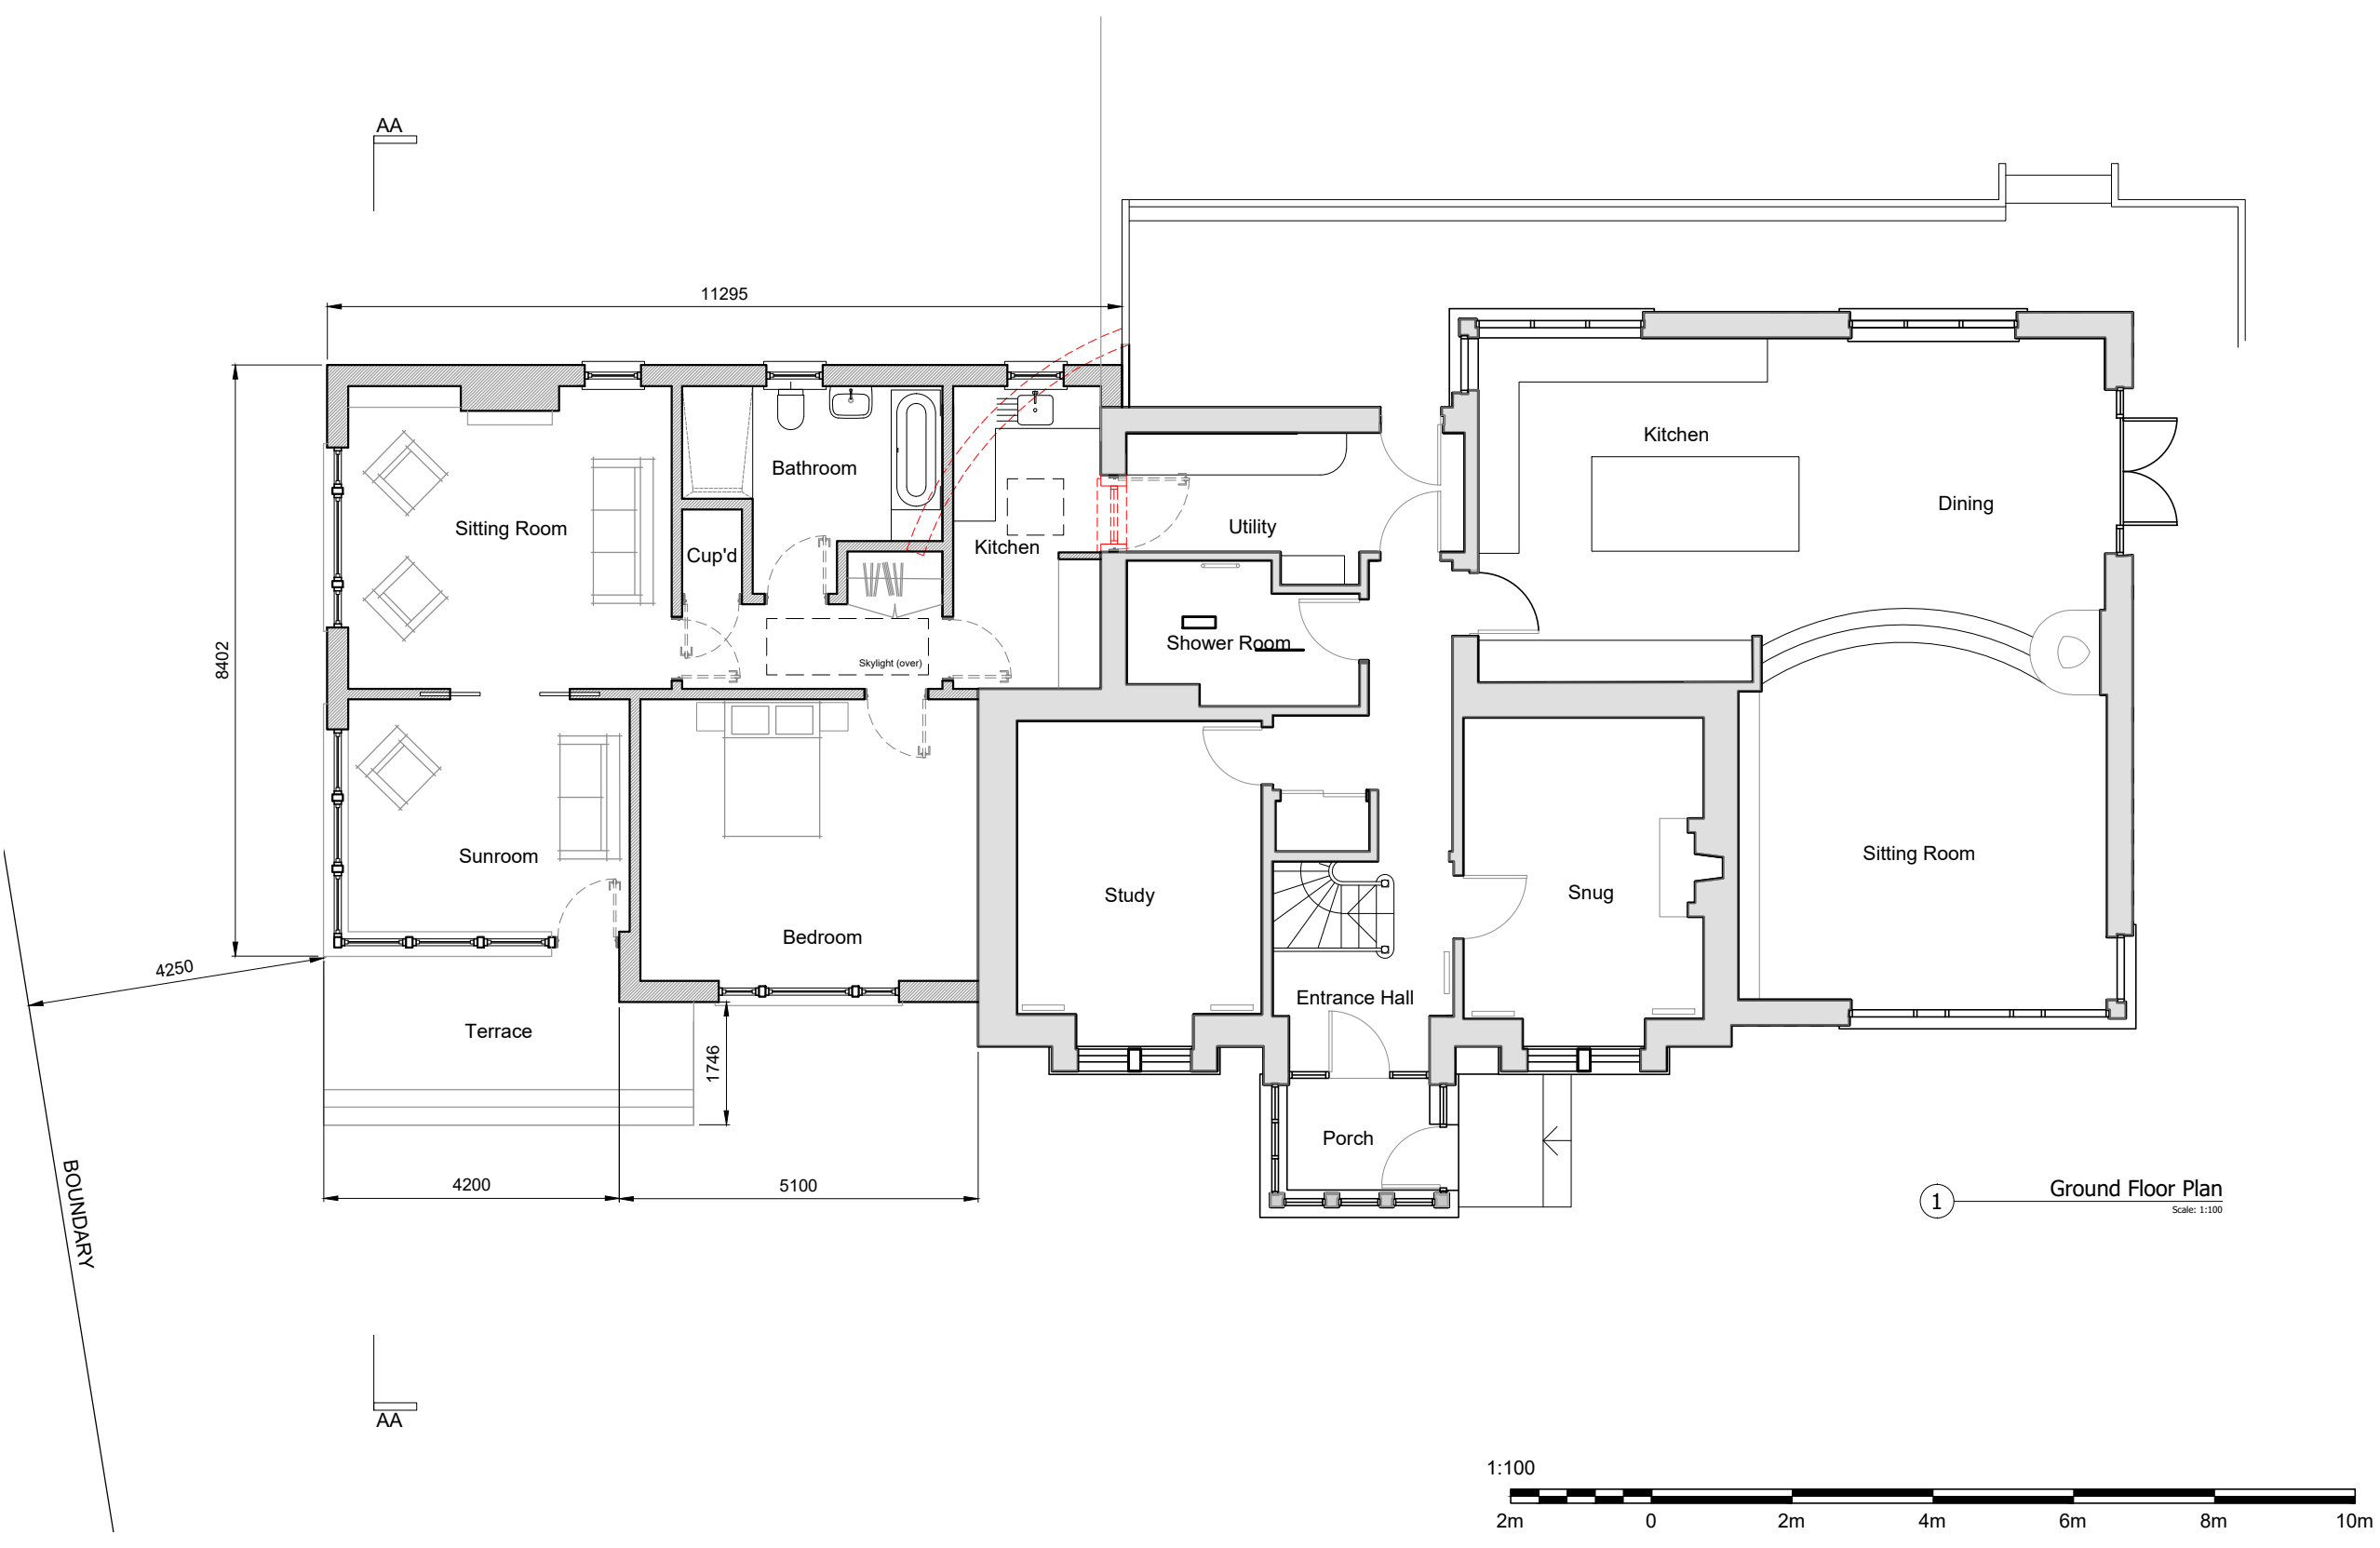 AA
11295
8402
Kitchen
Bathroom
Dining
Sitting Room
Utility
Kitchen
Cup'd
Shower Room
Skylight (over)
Sunroom
Sitting Room
Study
Snug
Bedroom
4250
Entrance Hall
Terrace
1746
Porch
BOUNDARY
4200
5100
1
Ground Floor Plan
Scale: 1:100
AA
1:100
2m 0 2m 4m 6m 8m 10m